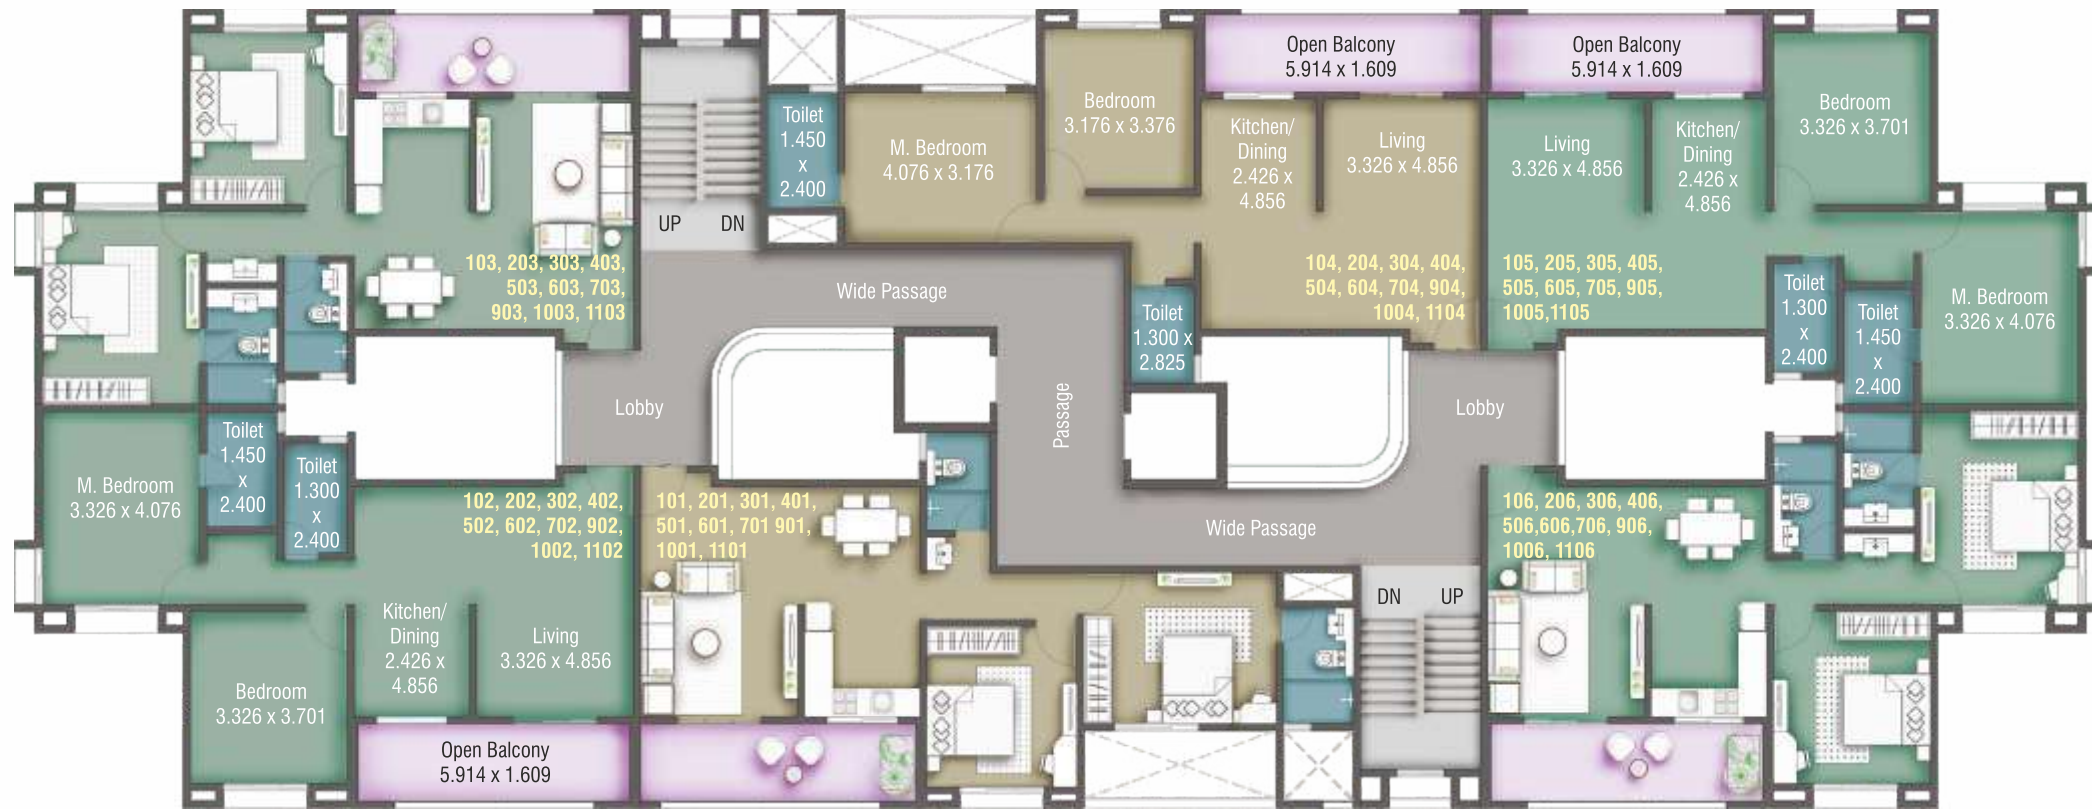 Open Balcony
5.914 x 1.609
Open Balcony
5.914 x 1.609
Toilet
1.450
x
2.400
M. Bedroom
4.076 x 3.176
Bedroom
3.176 x 3.376
Kitchen/
Dining
2.426 x
4.856
Living
3.326 x 4.856
Living
3.326 x 4.856
Kitchen/
Dining
2.426 x
4.856
Bedroom
3.326 x 3.701
UP
DN
103, 203, 303, 403,
503, 603, 703,
903, 1003, 1103
Wide Passage
104, 204, 304, 404,
504, 604, 704, 904,
1004, 1104
105, 205, 305, 405,
505, 605, 705, 905,
1005,1105
Toilet
1.300 x
2.825
Toilet
1.300
x
2.400
Toilet
1.450
x
2.400
M. Bedroom
3.326 x 4.076
Lobby
Passage
Lobby
M. Bedroom
3.326 x 4.076
Toilet
1.450
x
2.400
Toilet
1.300
x
2.400
102, 202, 302, 402,
502, 602, 702, 902,
1002, 1102
101, 201, 301, 401,
501, 601, 701 901,
1001, 1101
Wide Passage
106, 206, 306, 406,
506,606,706, 906,
1006, 1106
DN
UP
Bedroom
3.326 x 3.701
Kitchen/
Dining
2.426 x
4.856
Living
3.326 x 4.856
Open Balcony
5.914 x 1.609